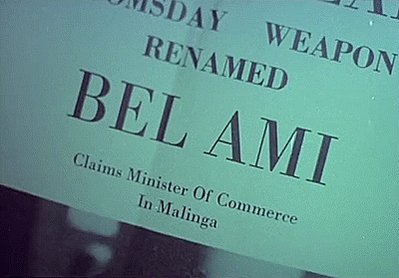 OMSDAY WEAPON
RENAMED
BEL AMI
Claims Minister Of Commerce
In Malinga